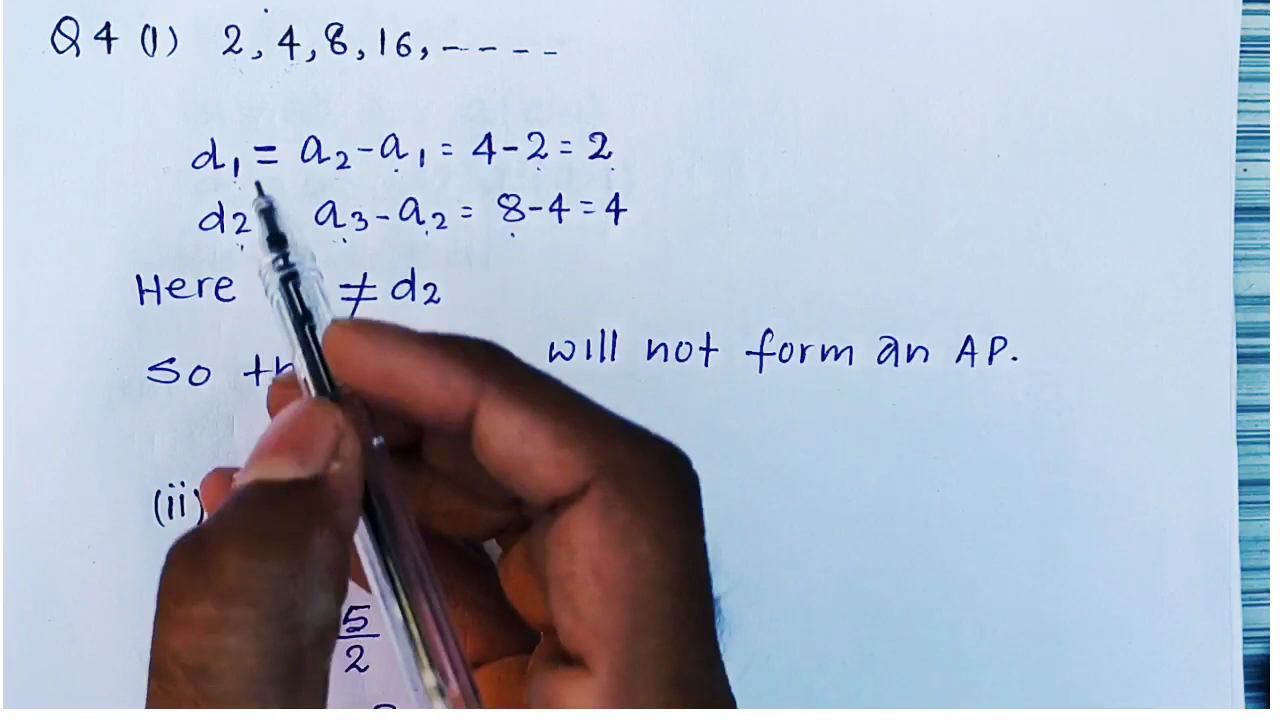 Q4 (1) 2, 4, 8, 16, ----
d₁ = a₂-a₁ = 4-2 = 2
d₂ a₃-a₂ = 8-4 = 4
Here ≠ d₂
So will not form an AP.
(ii)
5/2